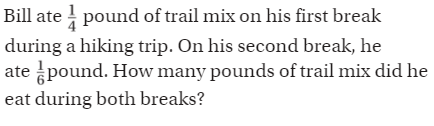 Bill ate 1/4 pound of trail mix on his first break
during a hiking trip. On his second break, he
ate 1/6 pound. How many pounds of trail mix did he
eat during both breaks?